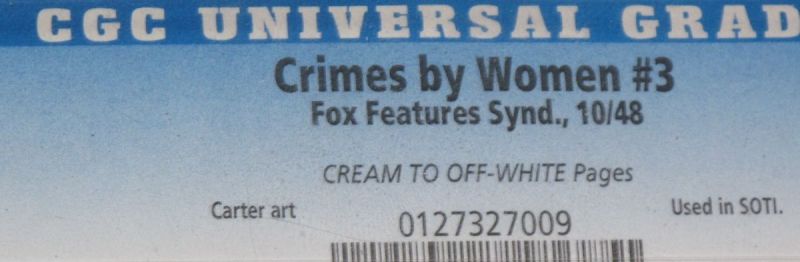 CGC UNIVERSAL GRAD
Crimes by Women #3
Fox Features Synd., 10/48
CREAM TO OFF-WHITE Pages
Carter art
0127327009
Used in SOTI.